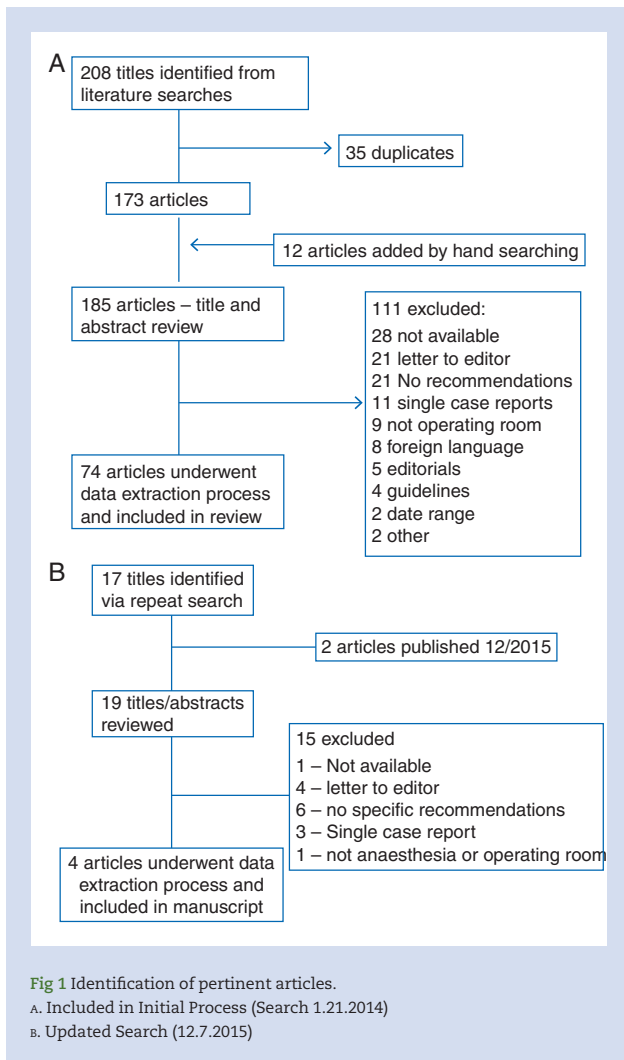 A
208 titles identified from
literature searches
35 duplicates
173 articles
12 articles added by hand searching
185 articles – title and
abstract review
111 excluded:
28 not available
21 letter to editor
21 No recommendations
11 single case reports
9 not operating room
8 foreign language
5 editorials
4 guidelines
2 date range
2 other
74 articles underwent
data extraction process
and included in review
B
17 titles identified
via repeat search
2 articles published 12/2015
19 titles/abstracts
reviewed
15 excluded
1 – Not available
4 – letter to editor
6 – no specific recommendations
3 – Single case report
1 – not anaesthesia or operating room
4 articles underwent data
extraction process and
included in manuscript
Fig 1 Identification of pertinent articles.
A. Included in Initial Process (Search 1.21.2014)
B. Updated Search (12.7.2015)